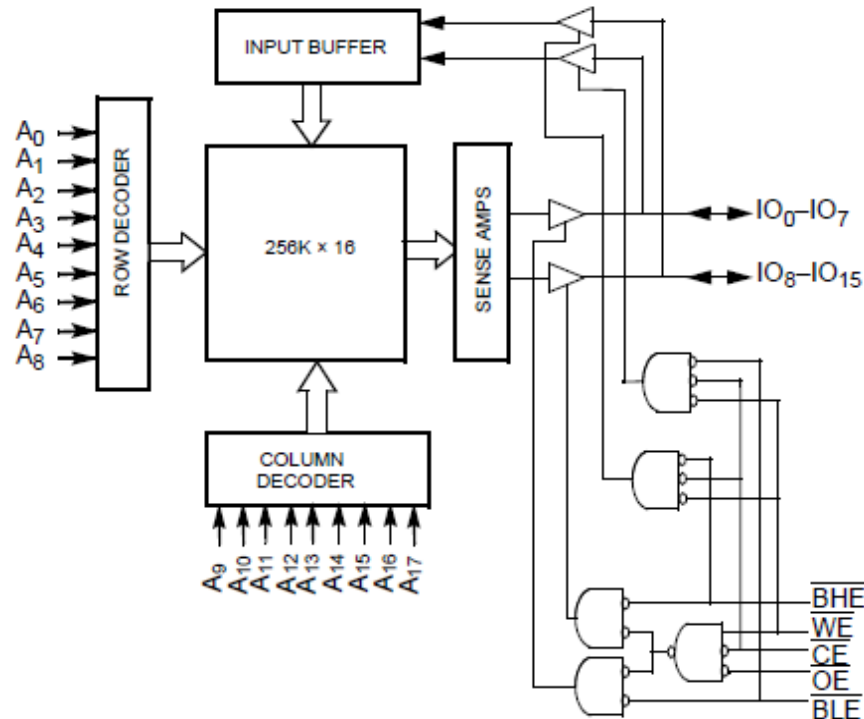 INPUT BUFFER
A0
A1
A2
A3
A4
A5
A6
A7
A8
ROW DECODER
256K × 16
SENSE AMPS
IO0–IO7
IO8–IO15
COLUMN
DECODER
A9
A10
A11
A12
A13
A14
A15
A16
A17
BHE
WE
CE
OE
BLE